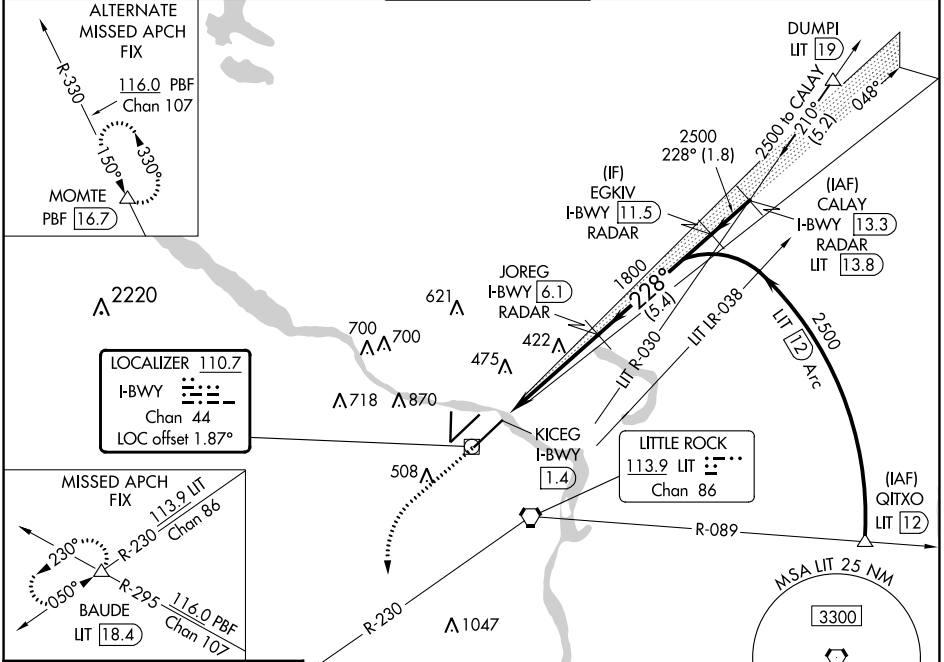 ALTERNATE
MISSED APCH
FIX
R-330
116.0 PBF
Chan 107
150°
330°
MOMTE
PBF 16.7
DUMPI
LIT 19
2500 to CALAY
210°
(5.2)
048°
2500
228° (1.8)
(IF)
EGKIV
I-BWY 11.5
RADAR
(IAF)
CALAY
I-BWY 13.3
RADAR
LIT 13.8
JOREG
I-BWY 6.1
RADAR
1800
228°
(5.4)
LIT R-030
LIT LR-038
2500
LIT 12 Arc
2220
621
700
700
422
475
718
870
508
1047
LOCALIZER 110.7
I-BWY
Chan 44
LOC offset 1.87°
KICEG
I-BWY
1.4
LITTLE ROCK
113.9 LIT
Chan 86
(IAF)
QITXO
LIT 12
R-089
R-230
MISSED APCH
FIX
113.9 LIT
R-230 Chan 86
230°
050°
R-295 116.0 PBF
Chan 107
BAUDE
LIT 18.4
MSA LIT 25 NM
3300